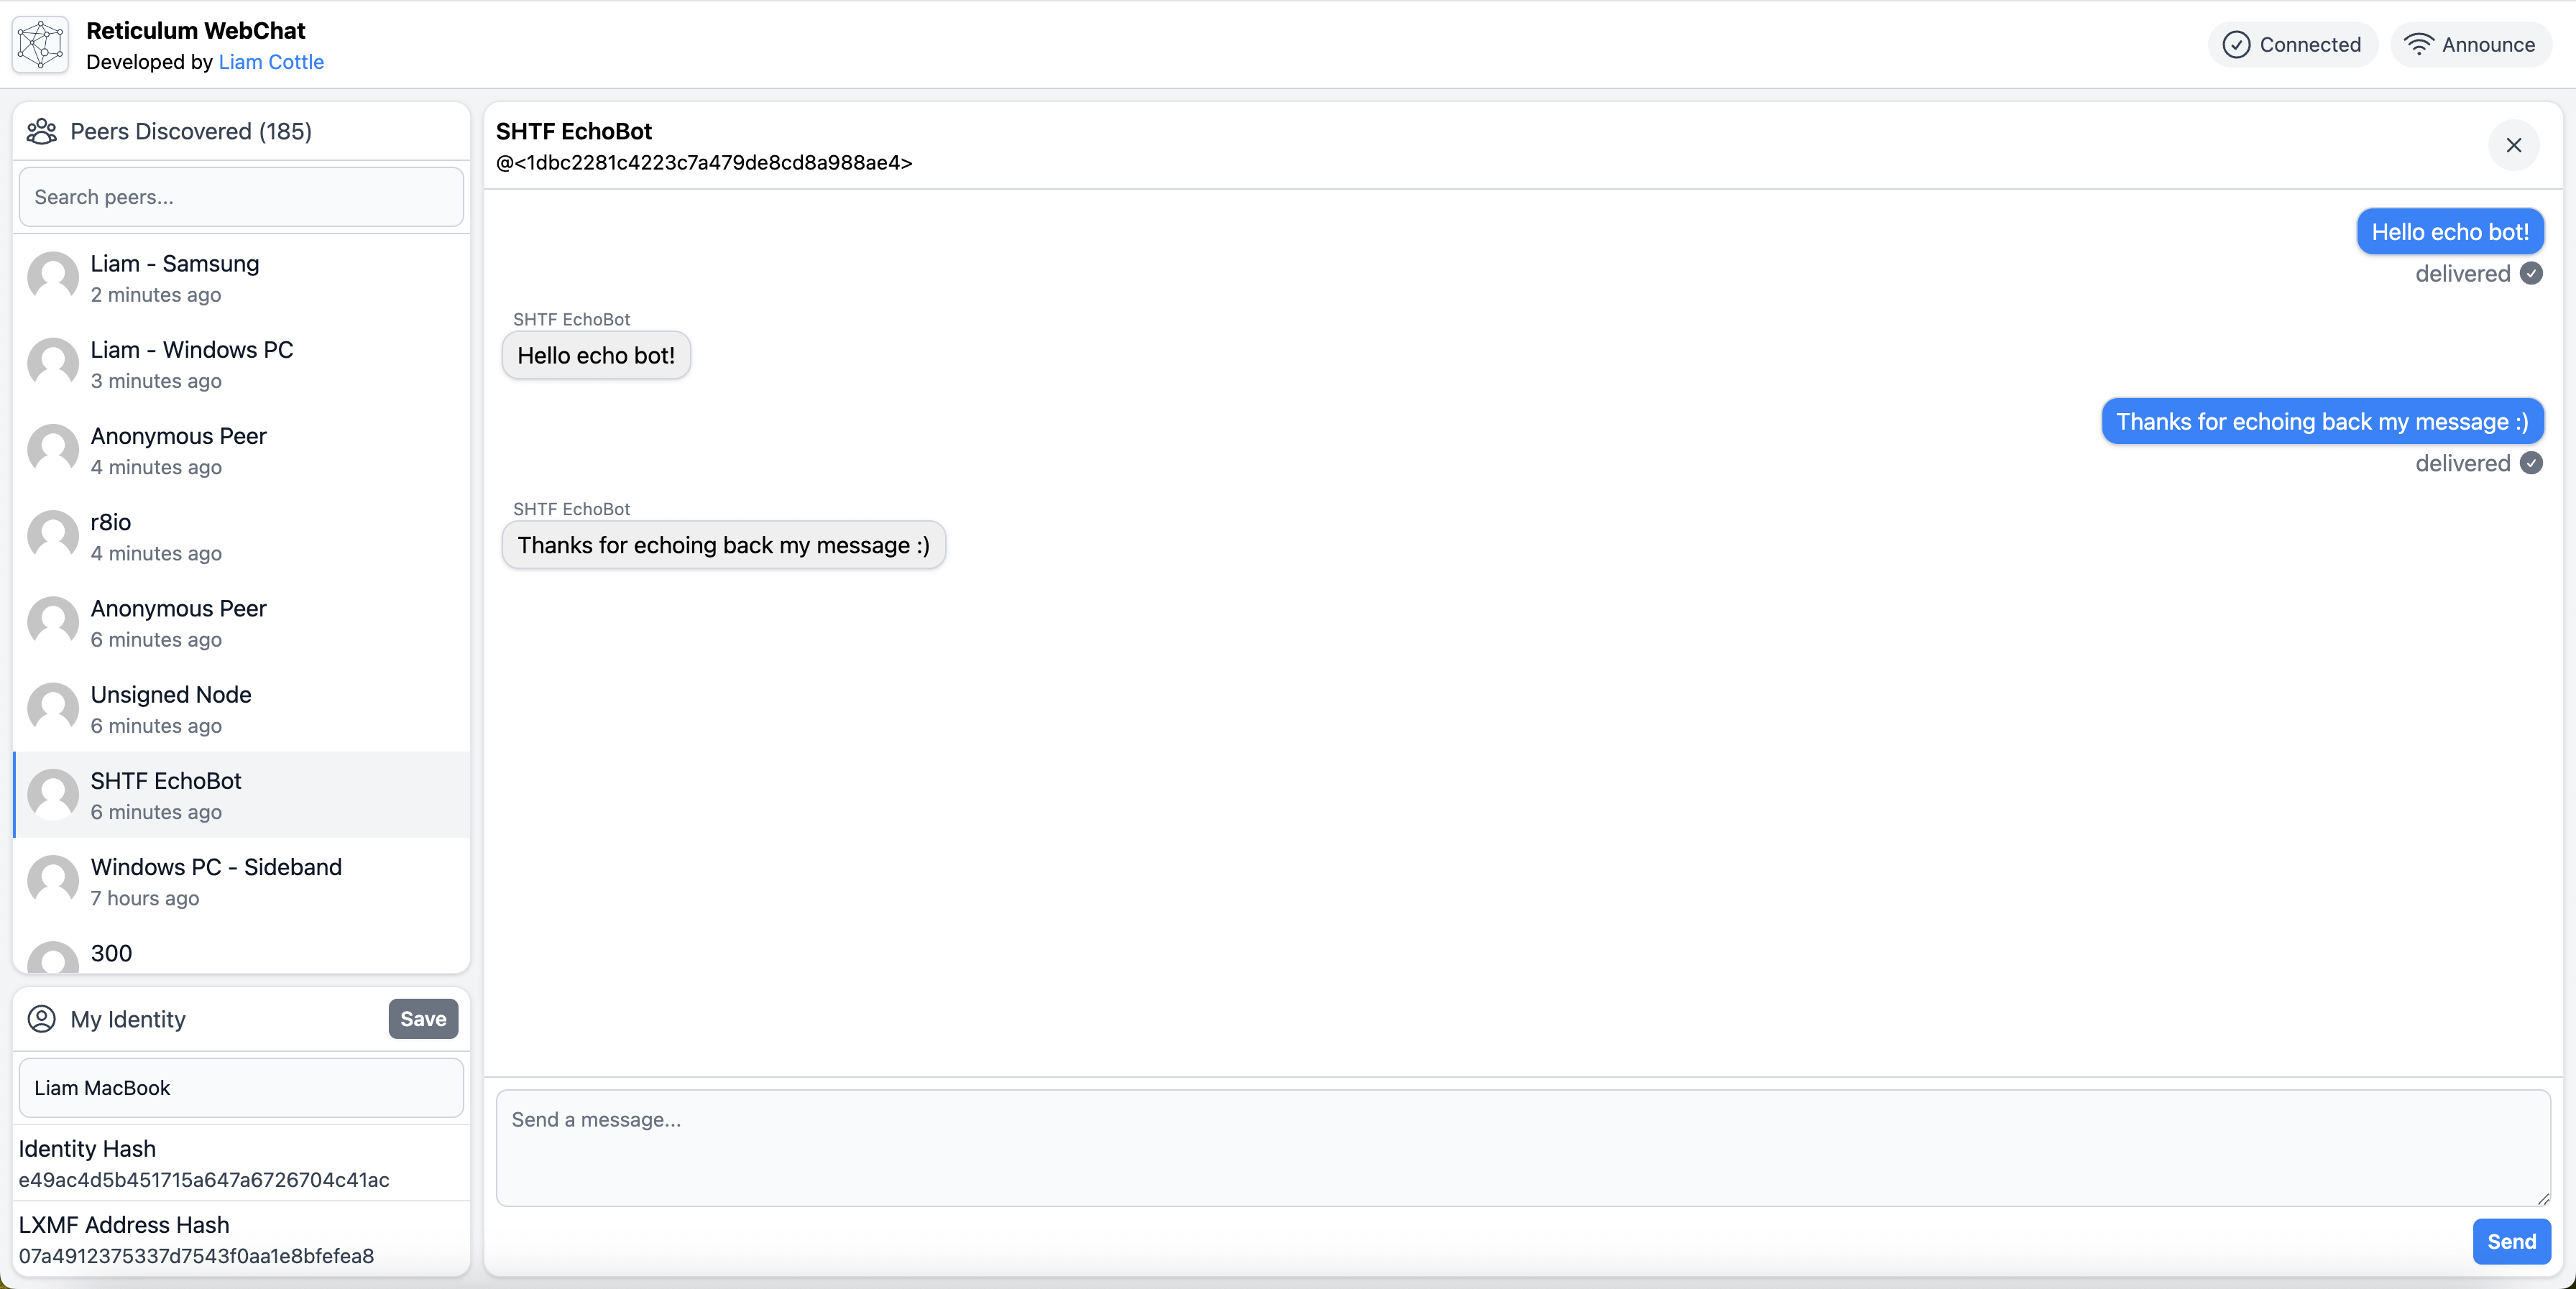 Reticulum WebChat
Developed by Liam Cottle
Connected
Announce
Peers Discovered (185)
Search peers...
Liam - Samsung
2 minutes ago
Liam - Windows PC
3 minutes ago
Anonymous Peer
4 minutes ago
r8io
4 minutes ago
Anonymous Peer
6 minutes ago
Unsigned Node
6 minutes ago
SHTF EchoBot
6 minutes ago
Windows PC - Sideband
7 hours ago
300
My Identity
Save
Liam MacBook
Identity Hash
e49ac4d5b451715a647a6726704c41ac
LXMF Address Hash
07a4912375337d7543f0aa1e8bfefea8
SHTF EchoBot
@<1dbc2281c4223c7a479de8cd8a988ae4>
Hello echo bot!
delivered
SHTF EchoBot
Hello echo bot!
Thanks for echoing back my message :)
delivered
SHTF EchoBot
Thanks for echoing back my message :)
Send a message...
Send